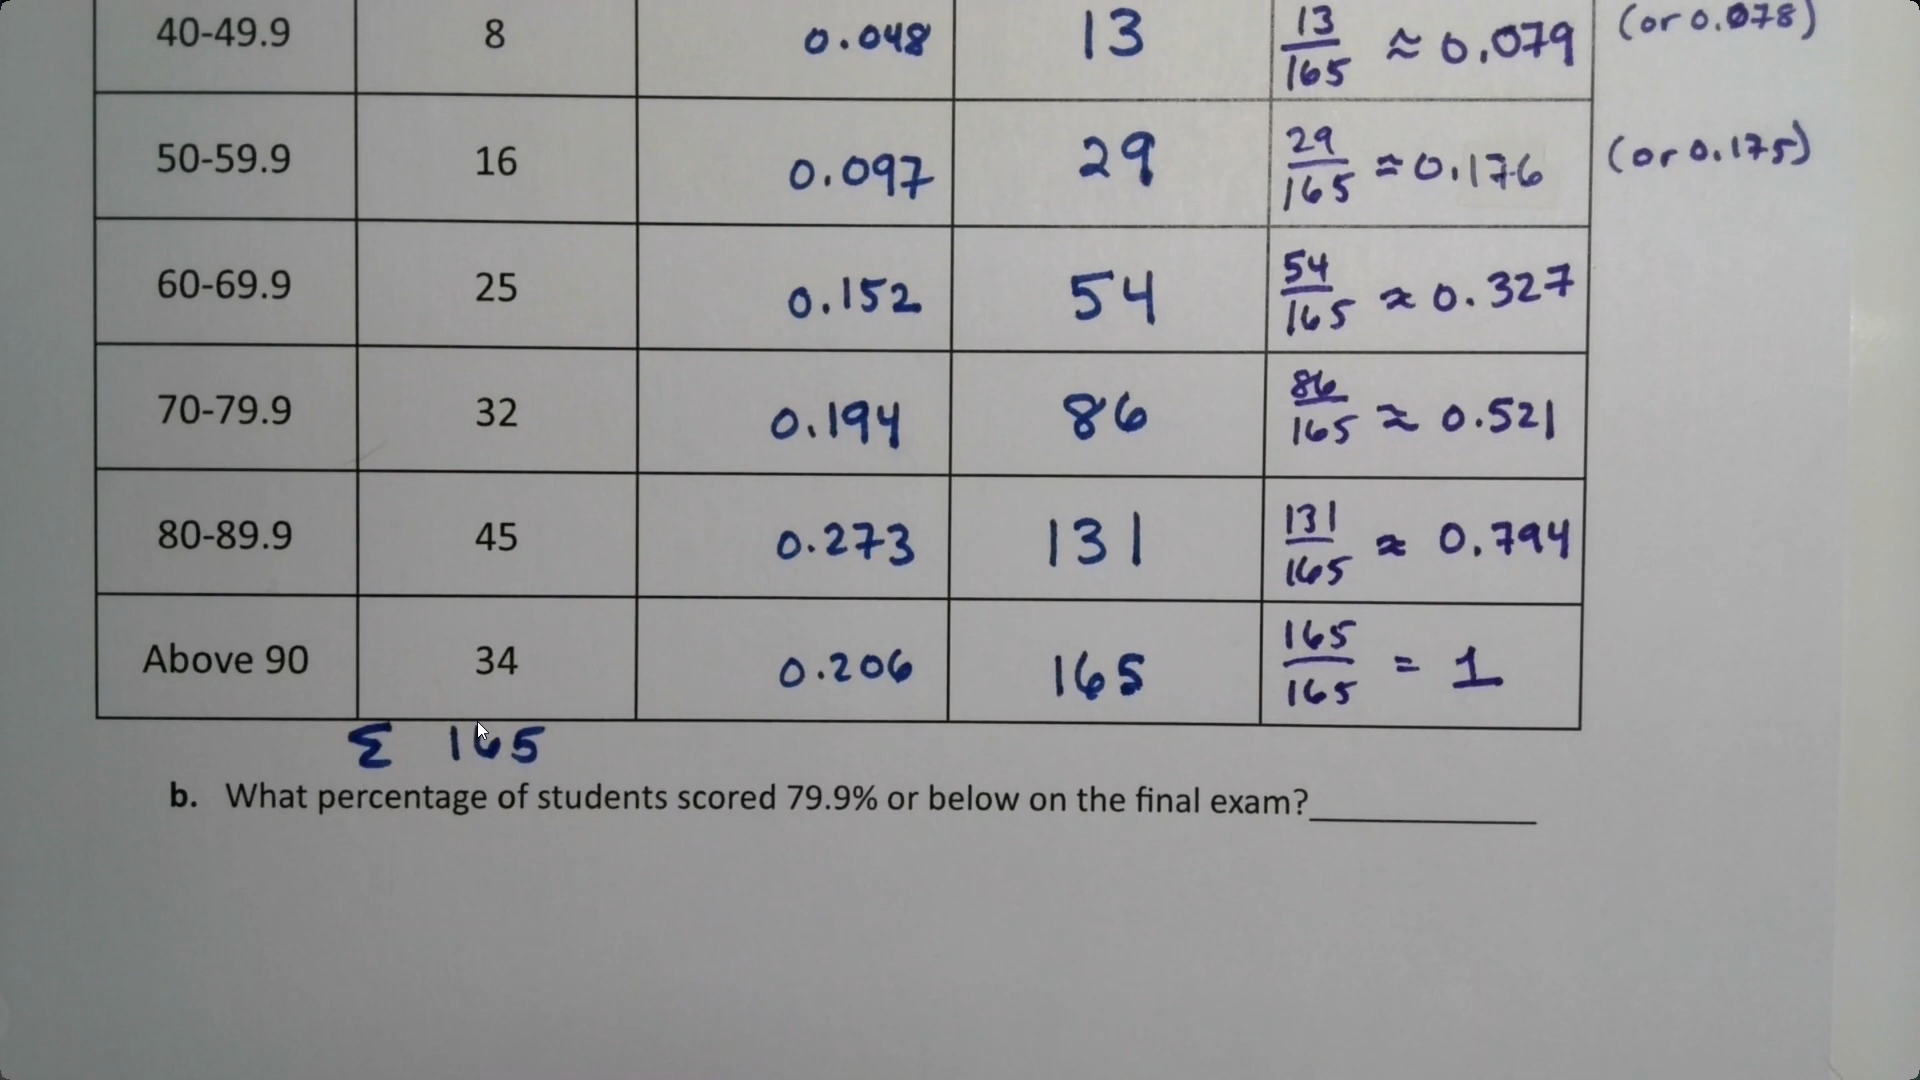 40-49.9 8 0.048 13 13/165 ≈ 0.079 (or 0.078)
50-59.9 16 0.097 29 29/165 ≈ 0.176 (or 0.175)
60-69.9 25 0.152 54 54/165 ≈ 0.327
70-79.9 32 0.194 86 86/165 ≈ 0.521
80-89.9 45 0.273 131 131/165 ≈ 0.794
Above 90 34 0.206 165 165/165 = 1
Σ 165
b. What percentage of students scored 79.9% or below on the final exam?__________